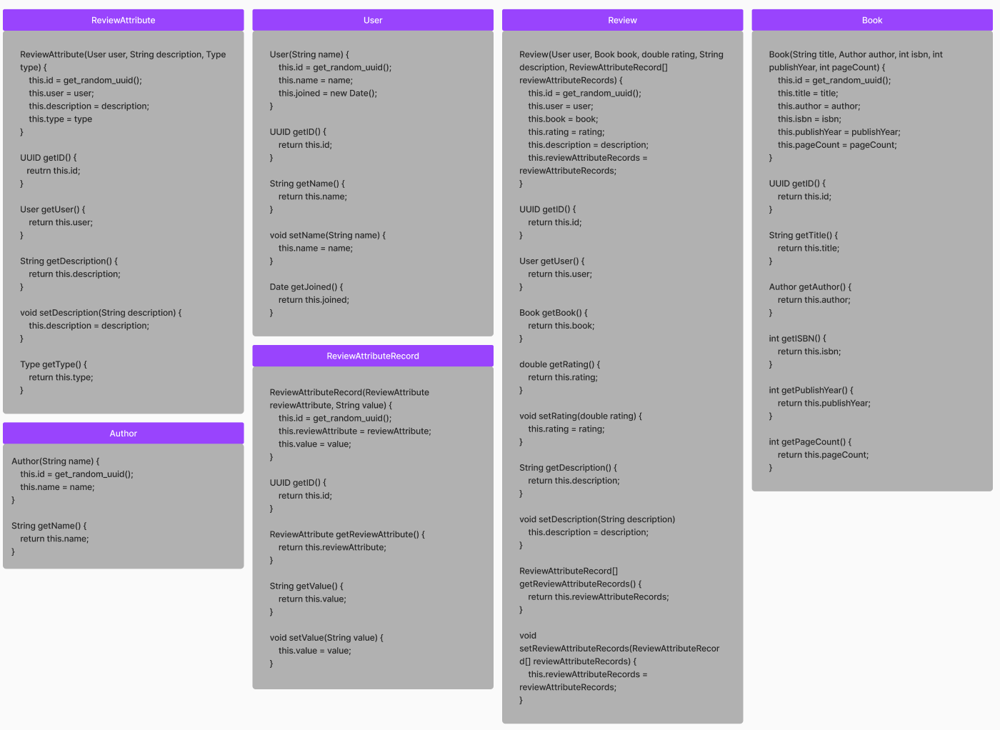 ReviewAttribute
ReviewAttribute(User user, String description, Type
type) {
this.id = get_random_uuid();
this.user = user;
this.description = description;
this.type = type
}
UUID getID() {
reutrn this.id;
}
User getUser() {
return this.user;
}
String getDescription() {
return this.description;
}
void setDescription(String description) {
this.description = description;
}
Type getType() {
return this.type;
}
Author
Author(String name) {
this.id = get_random_uuid();
this.name = name;
}
String getName() {
return this.name;
}
User
User(String name) {
this.id = get_random_uuid();
this.name = name;
this.joined = new Date();
}
UUID getID() {
return this.id;
}
String getName() {
return this.name;
}
void setName(String name) {
this.name = name;
}
Date getJoined() {
return this.joined;
}
ReviewAttributeRecord
ReviewAttributeRecord(ReviewAttribute
reviewAttribute, String value) {
this.id = get_random_uuid();
this.reviewAttribute = reviewAttribute;
this.value = value;
}
UUID getID() {
return this.id;
}
ReviewAttribute getReviewAttribute() {
return this.reviewAttribute;
}
String getValue() {
return this.value;
}
void setValue(String value) {
this.value = value;
}
Review
Review(User user, Book book, double rating, String
description, ReviewAttributeRecord[]
reviewAttributeRecords) {
this.id = get_random_uuid();
this.user = user;
this.book = book;
this.rating = rating;
this.description = description;
this.reviewAttributeRecords =
reviewAttributeRecords;
}
UUID getID() {
return this.id;
}
User getUser() {
return this.user;
}
Book getBook() {
return this.book;
}
double getRating() {
return this.rating;
}
void setRating(double rating) {
this.rating = rating;
}
String getDescription() {
return this.description;
}
void setDescription(String description)
this.description = description;
}
ReviewAttributeRecord[]
getReviewAttributeRecords() {
return this.reviewAttributeRecords;
}
void
setReviewAttributeRecords(ReviewAttributeRecor
d[] reviewAttributeRecords) {
this.reviewAttributeRecords =
reviewAttributeRecords;
}
Book
Book(String title, Author author, int isbn, int
publishYear, int pageCount) {
this.id = get_random_uuid();
this.title = title;
this.author = author;
this.isbn = isbn;
this.publishYear = publishYear;
this.pageCount = pageCount;
}
UUID getID() {
return this.id;
}
String getTitle() {
return this.title;
}
Author getAuthor() {
return this.author;
}
int getISBN() {
return this.isbn;
}
int getPublishYear() {
return this.publishYear;
}
int getPageCount() {
return this.pageCount;
}